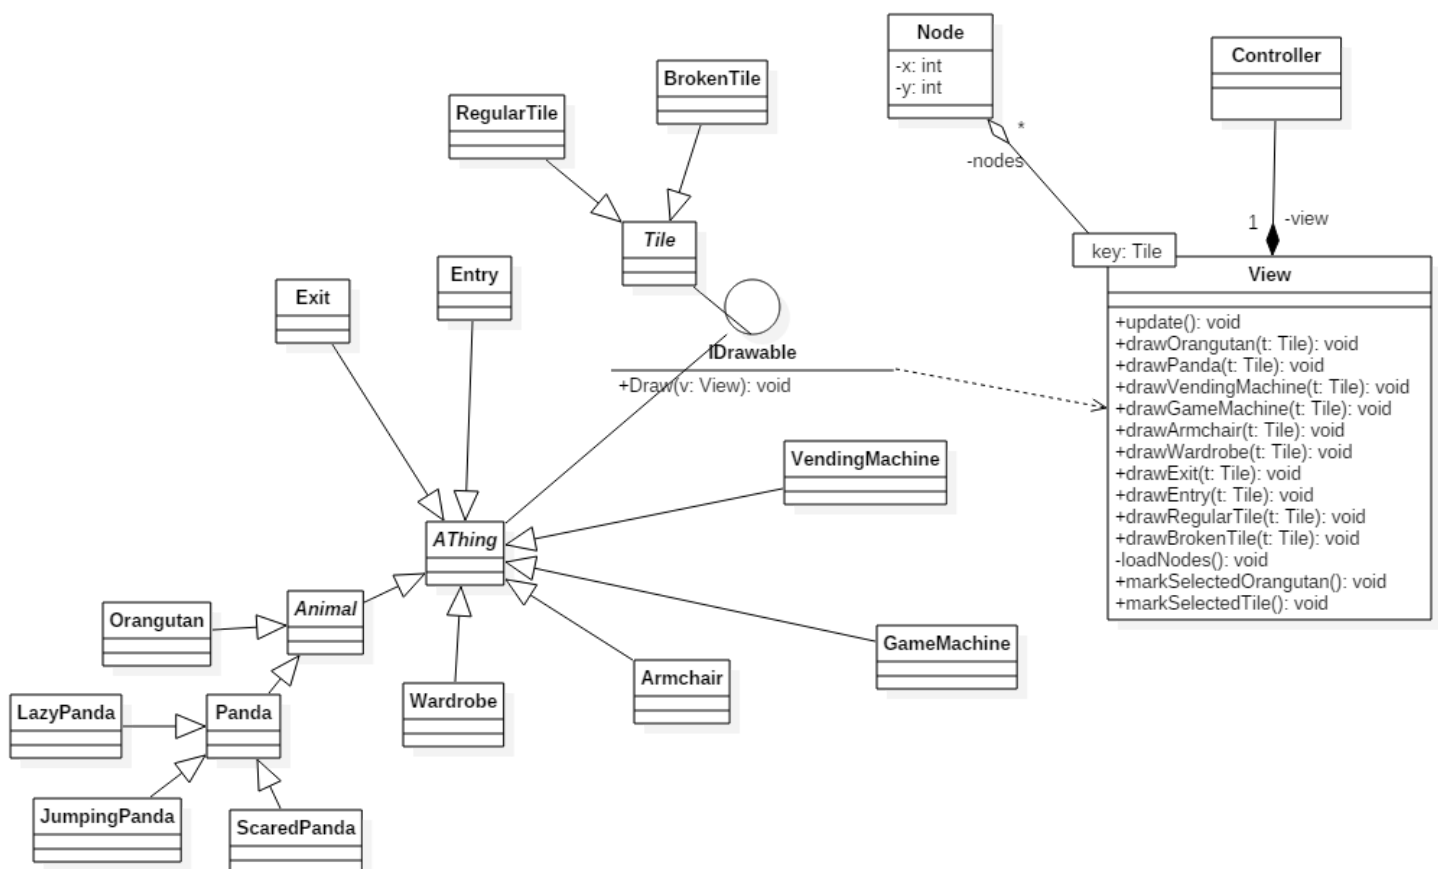 Node
-x: int
-y: int
Controller
BrokenTile
RegularTile
*
-nodes
1
-view
Tile
key: Tile
View
Entry
Exit
IDrawable
+Draw(v: View): void
+update(): void
+drawOrangutan(t: Tile): void
+drawPanda(t: Tile): void
+drawVendingMachine(t: Tile): void
+drawGameMachine(t: Tile): void
+drawArmchair(t: Tile): void
+drawWardrobe(t: Tile): void
+drawExit(t: Tile): void
+drawEntry(t: Tile): void
+drawRegularTile(t: Tile): void
+drawBrokenTile(t: Tile): void
-loadNodes(): void
+markSelectedOrangutan(): void
+markSelectedTile(): void
VendingMachine
AThing
Animal
Orangutan
GameMachine
Armchair
Wardrobe
LazyPanda
Panda
JumpingPanda
ScaredPanda